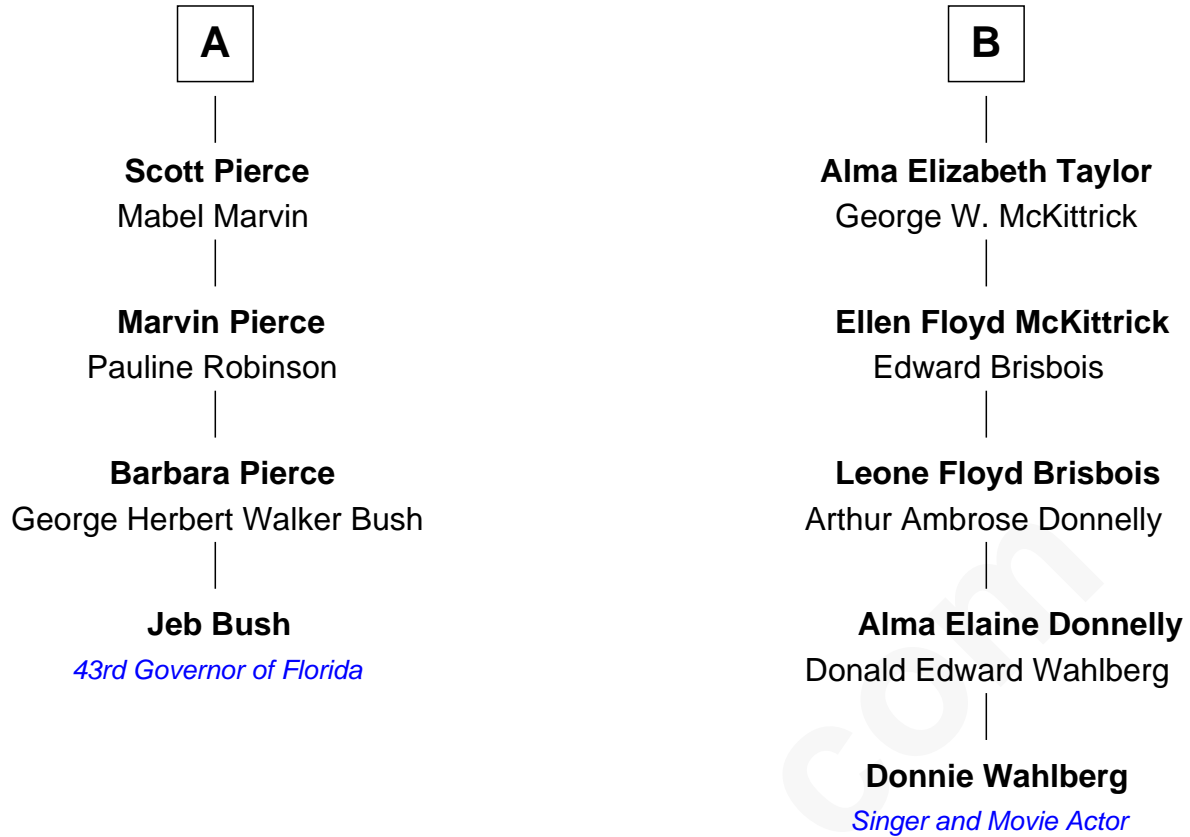 A
Scott Pierce
Mabel Marvin
Marvin Pierce
Pauline Robinson
Barbara Pierce
George Herbert Walker Bush
Jeb Bush
43rd Governor of Florida
B
Alma Elizabeth Taylor
George W. McKittrick
Ellen Floyd McKittrick
Edward Brisbois
Leone Floyd Brisbois
Arthur Ambrose Donnelly
Alma Elaine Donnelly
Donald Edward Wahlberg
Donnie Wahlberg
Singer and Movie Actor
com